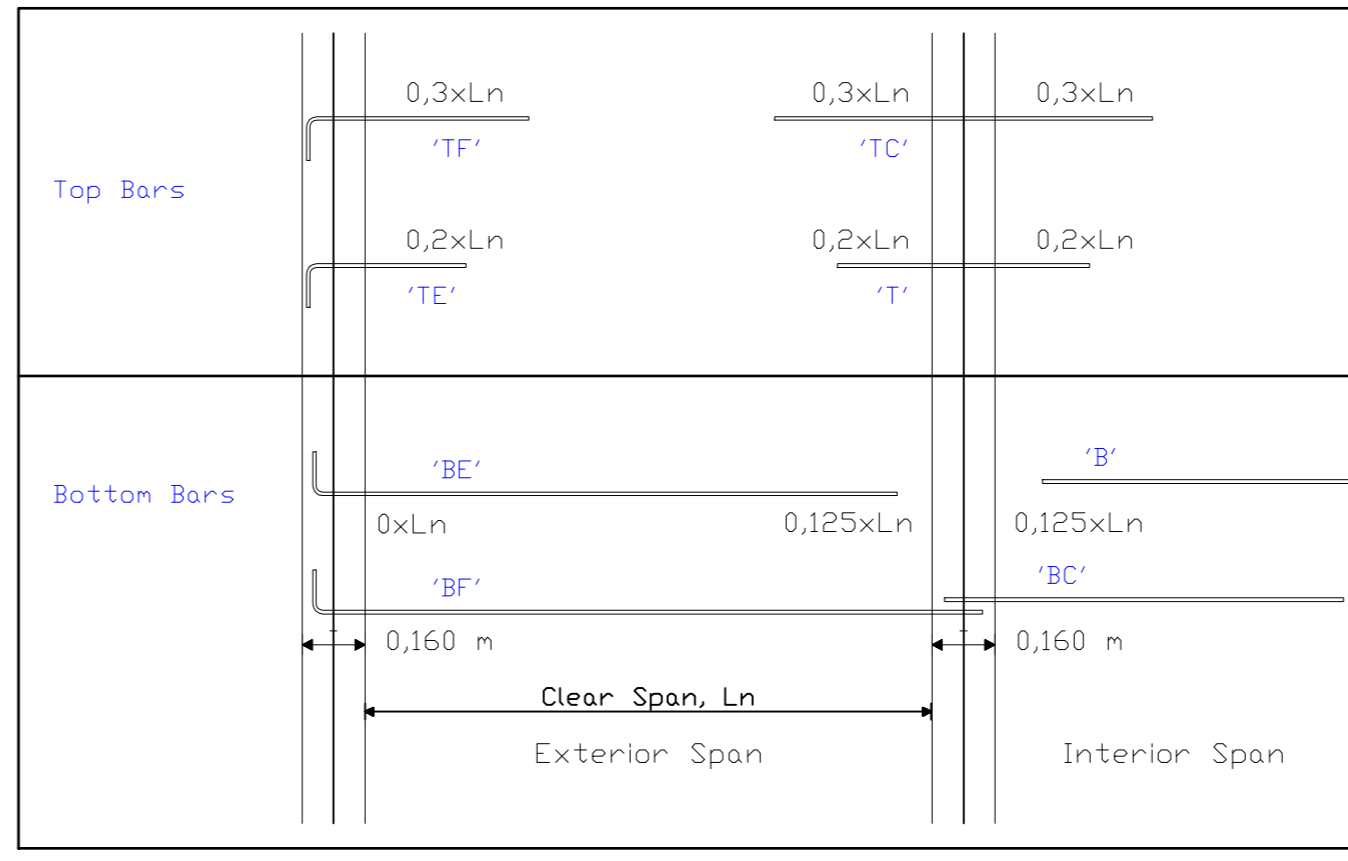 0,3xLn 0,3xLn 0,3xLn
'TF' 'TC'
Top Bars
0,2xLn 0,2xLn 0,2xLn
'TE' 'T'
'BE' 'B'
Bottom Bars
0xLn 0,125xLn 0,125xLn
'BF' 'BC'
0,160 m 0,160 m
Clear Span, Ln
Exterior Span Interior Span